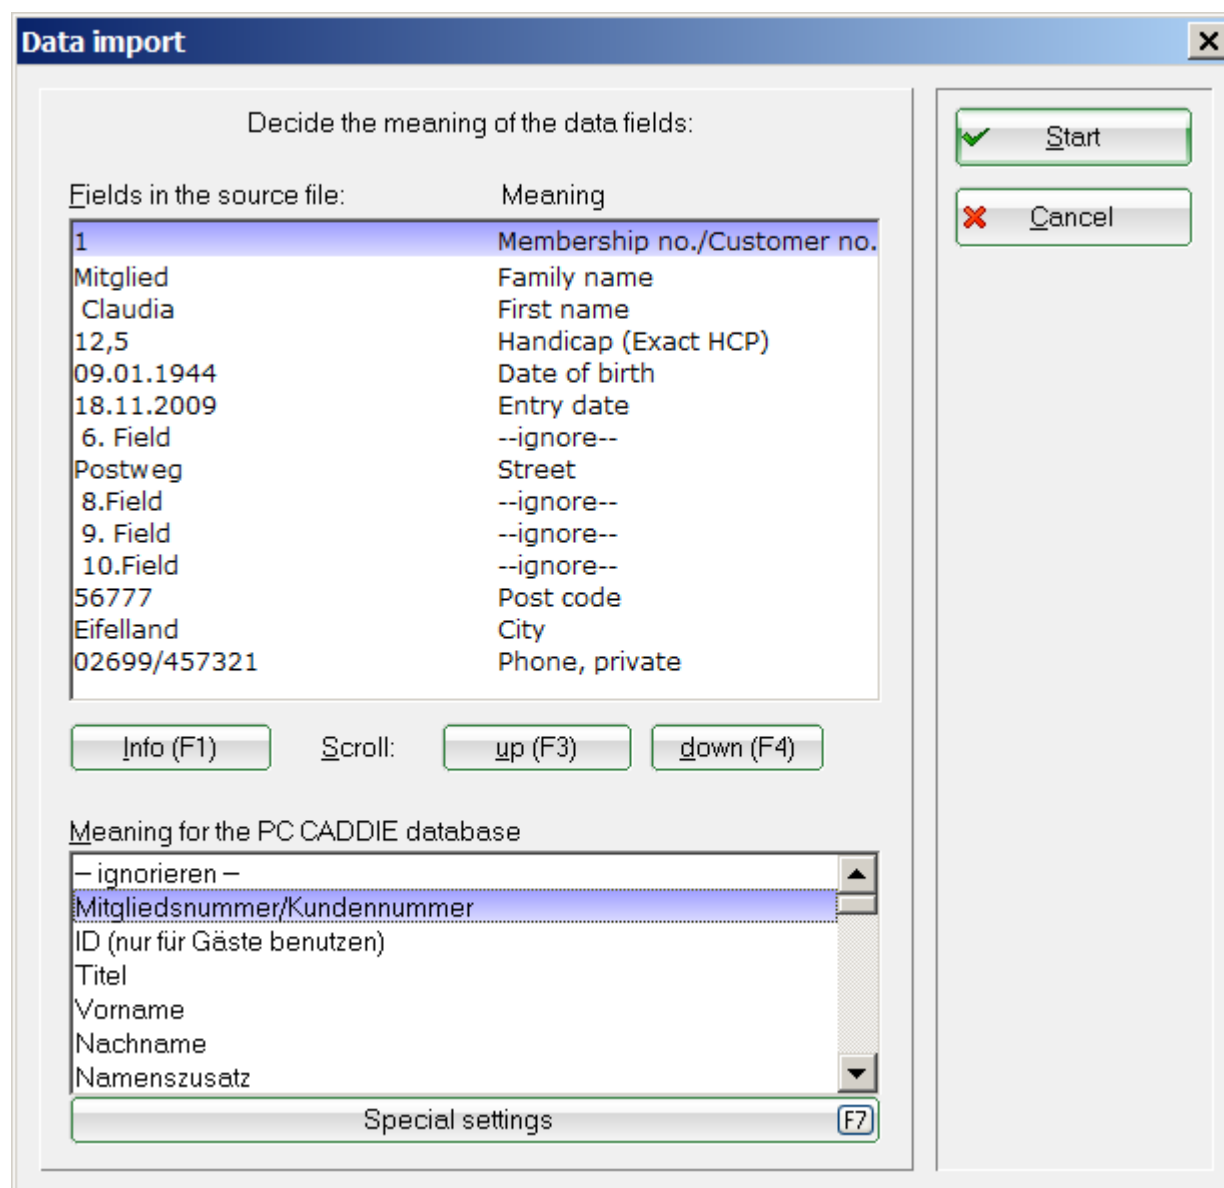 Data import
Decide the meaning of the data fields:
Fields in the source file: Meaning
1 Membership no./Customer no.
Mitglied Family name
Claudia First name
12,5 Handicap (Exact HCP)
09.01.1944 Date of birth
18.11.2009 Entry date
6. Field --ignore--
Postweg Street
8.Field --ignore--
9. Field --ignore--
10.Field --ignore--
56777 Post code
Eifelland City
02699/457321 Phone, private
Info (F1) Scroll: up (F3) down (F4)
Meaning for the PC CADDIE database
– ignorieren –
Mitgliedsnummer/Kundennummer
ID (nur für Gäste benutzen)
Titel
Vorname
Nachname
Namenszusatz
Special settings F7
Start
Cancel